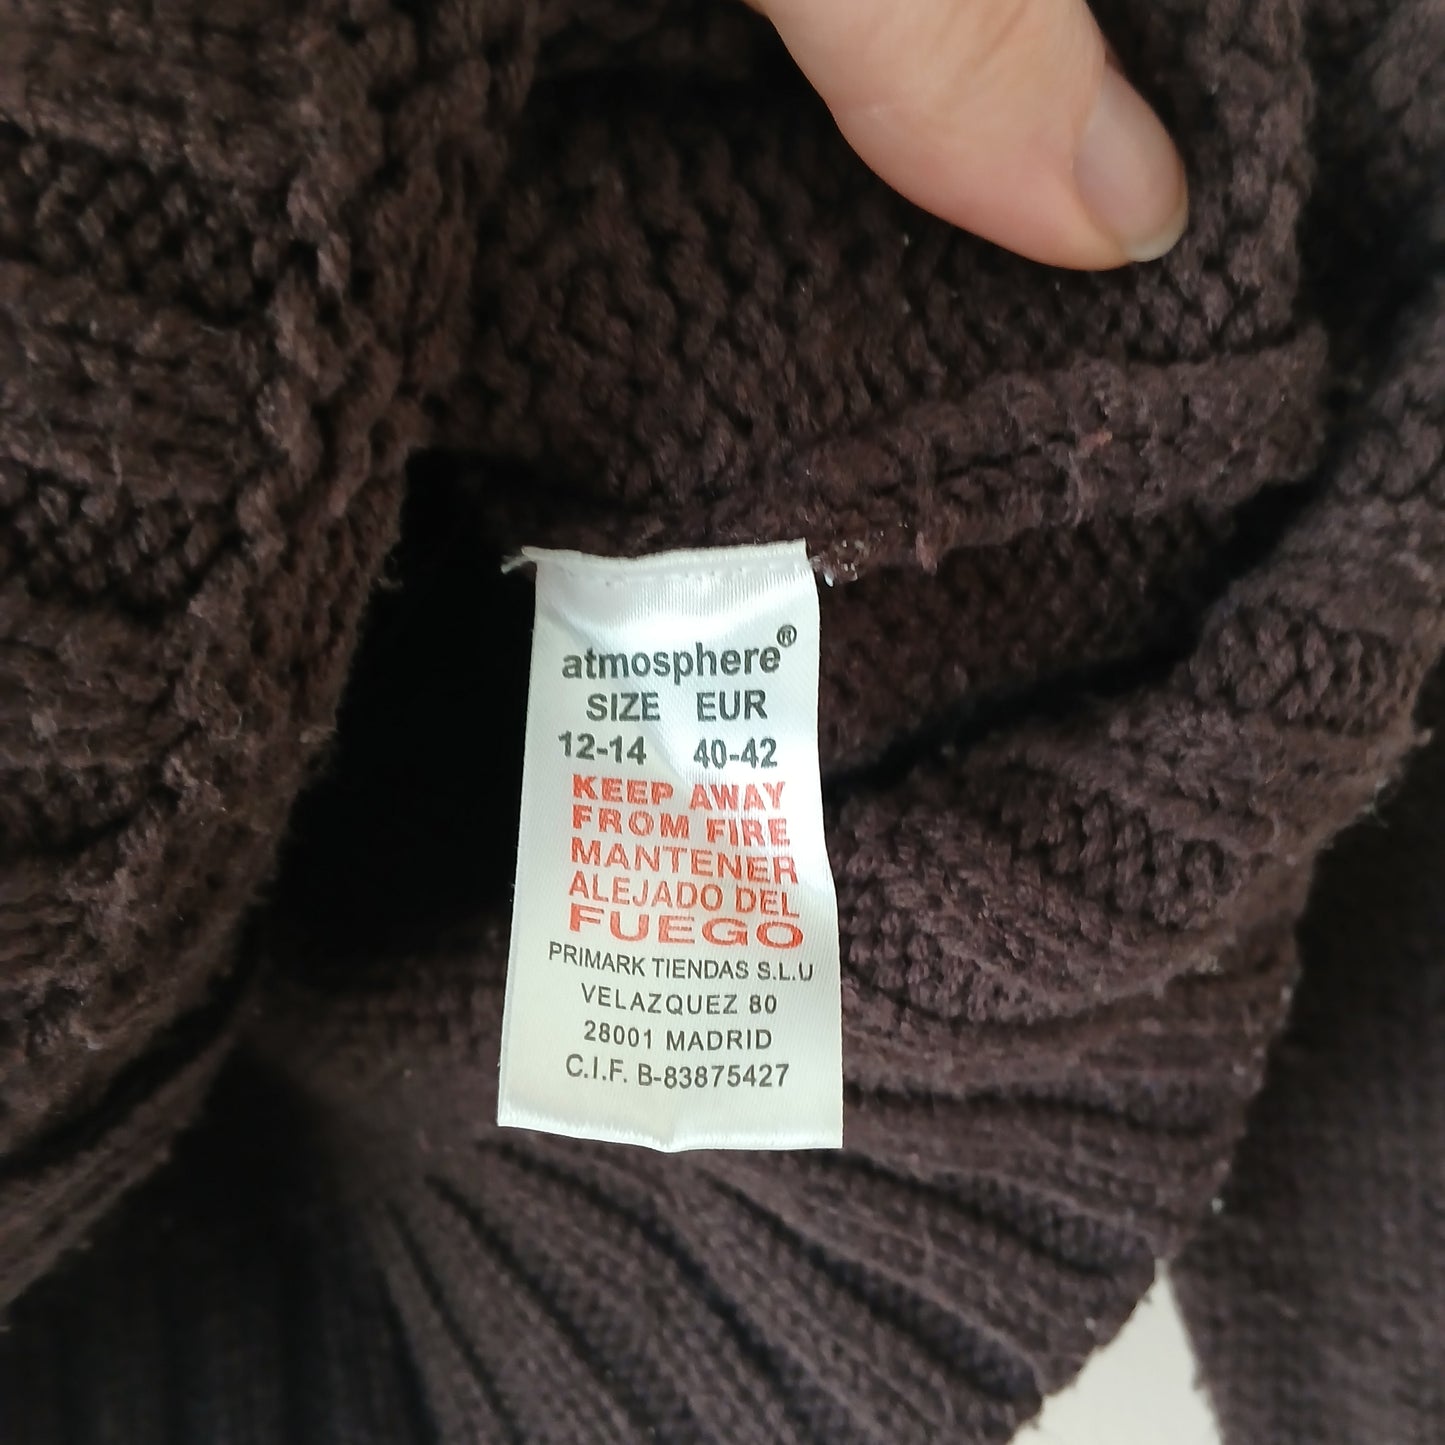 atmosphere®
SIZE EUR
12-14 40-42
KEEP AWAY
FROM FIRE
MANTENER
ALEJADO DEL
FUEGO
PRIMARK TIENDAS S.L.U
VELAZQUEZ 80
28001 MADRID
C.I.F. B-83875427